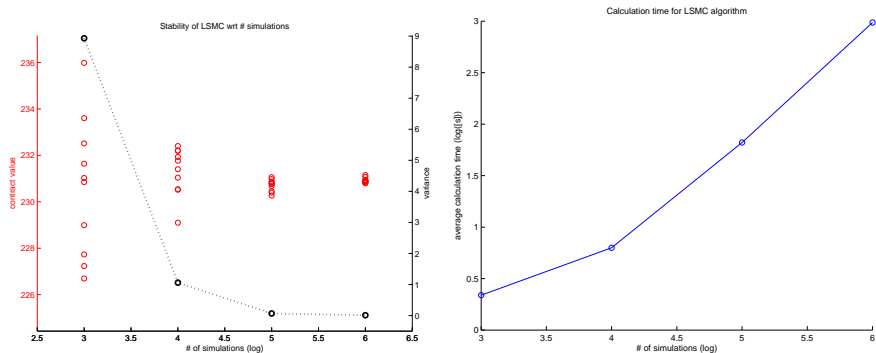 Stability of LSMC wrt # simulations
236
234
232
230
228
226
contract value
9
8
7
6
5
4
3
2
1
0
variance
2.5 3 3.5 4 4.5 5 5.5 6 6.5
# of simulations (log)
Calculation time for LSMC algorithm
3
2.5
2
1.5
1
0.5
0
average calculation time (log([s]))
3 3.5 4 4.5 5 5.5 6
# of simulations (log)